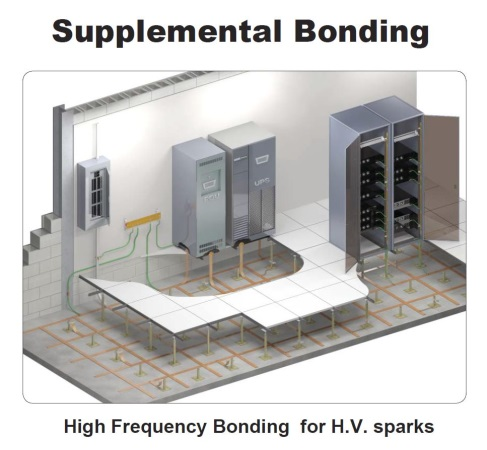 Supplemental Bonding
UPS
High Frequency Bonding for H.V. sparks